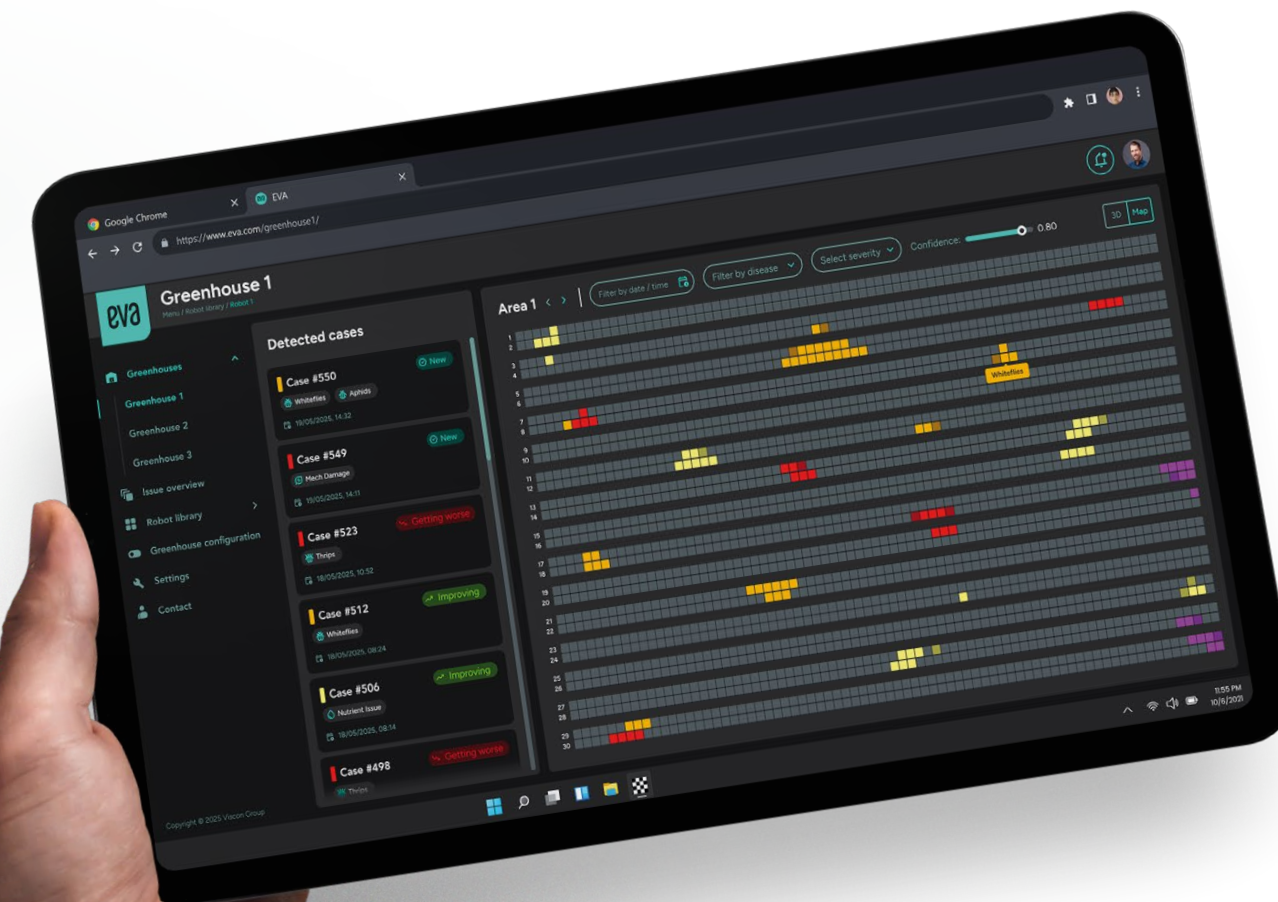 Google Chrome
EVA
https://www.eva.com/greenhouse1/
eva
Greenhouse 1
Menu / Robot library / Robot 1
Greenhouses
Greenhouse 1
Greenhouse 2
Greenhouse 3
Issue overview
Robot library
Greenhouse configuration
Settings
Contact
Copyright © 2025 Viscon Group
Detected cases
Case #550
New
Whiteflies
Aphids
19/05/2025, 14:32
Case #549
New
Mech Damage
19/05/2025, 14:11
Case #523
Getting worse
Thrips
18/05/2025, 10:52
Case #512
Improving
Whiteflies
18/05/2025, 08:24
Case #506
Improving
Nutrient Issue
18/05/2025, 08:14
Case #498
Getting worse
Thrips
Area 1
Filter by date / time
Filter by disease
Select severity
Confidence:
0.80
3D
Map
1
2
3
4
5
6
7
8
9
10
11
12
13
14
15
16
17
18
19
20
21
22
23
24
25
26
27
28
29
30
Whiteflies
11:55 PM
10/6/2021